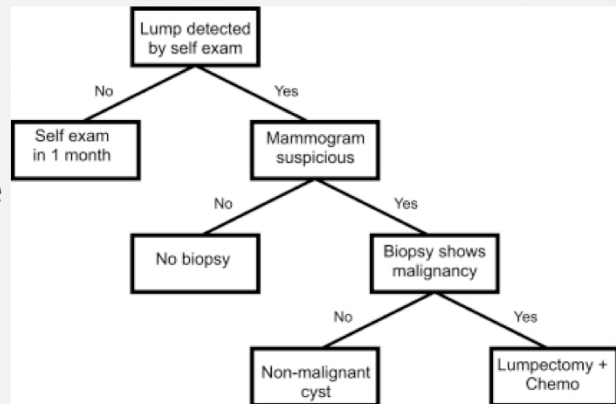 Lump detected
by self exam
No
Yes
Self exam
in 1 month
Mammogram
suspicious
No
Yes
No biopsy
Biopsy shows
malignancy
No
Yes
Non-malignant
cyst
Lumpectomy +
Chemo